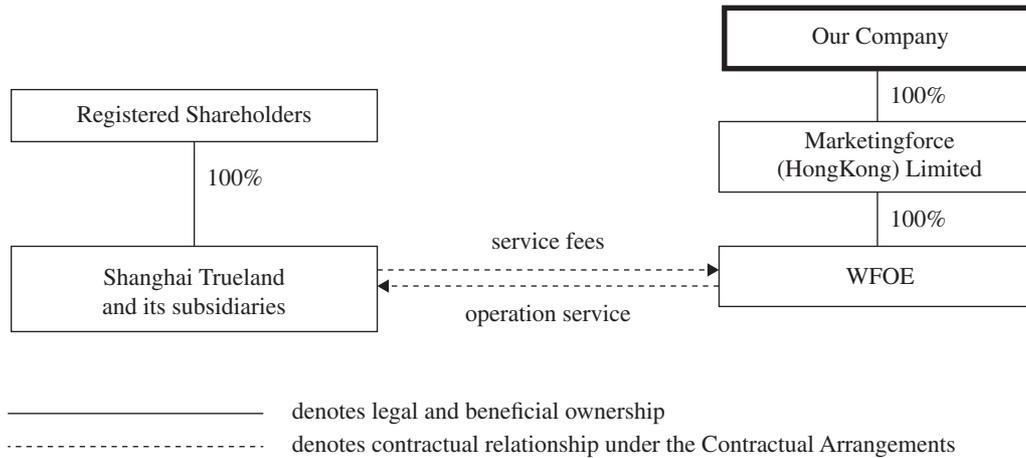 Our Company
100%
Registered Shareholders
Marketingforce
(HongKong) Limited
100%
100%
service fees
Shanghai Trueland
and its subsidiaries
WFOE
operation service
denotes legal and beneficial ownership
denotes contractual relationship under the Contractual Arrangements